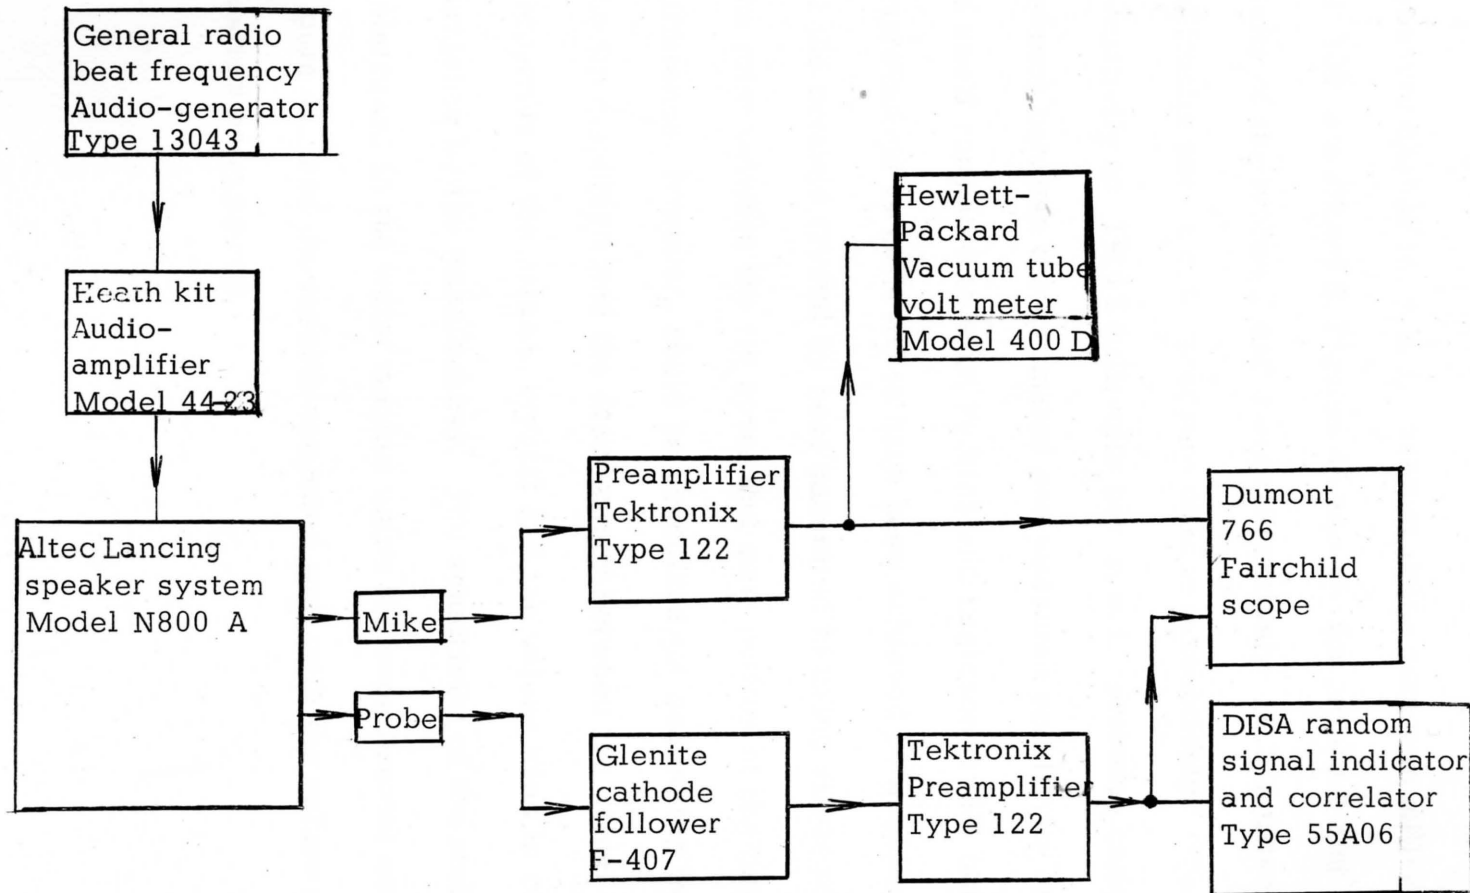 General radio
beat frequency
Audio-generator
Type 13043
Heath kit
Audio-
amplifier
Model 44-23
Altec Lancing
speaker system
Model N800 A
Mike
Probe
Preamplifier
Tektronix
Type 122
Glenite
cathode
follower
F-407
Hewlett-
Packard
Vacuum tube
volt meter
Model 400 D
Tektronix
Preamplifier
Type 122
Dumont
766
Fairchild
scope
DISA random
signal indicator
and correlator
Type 55A06